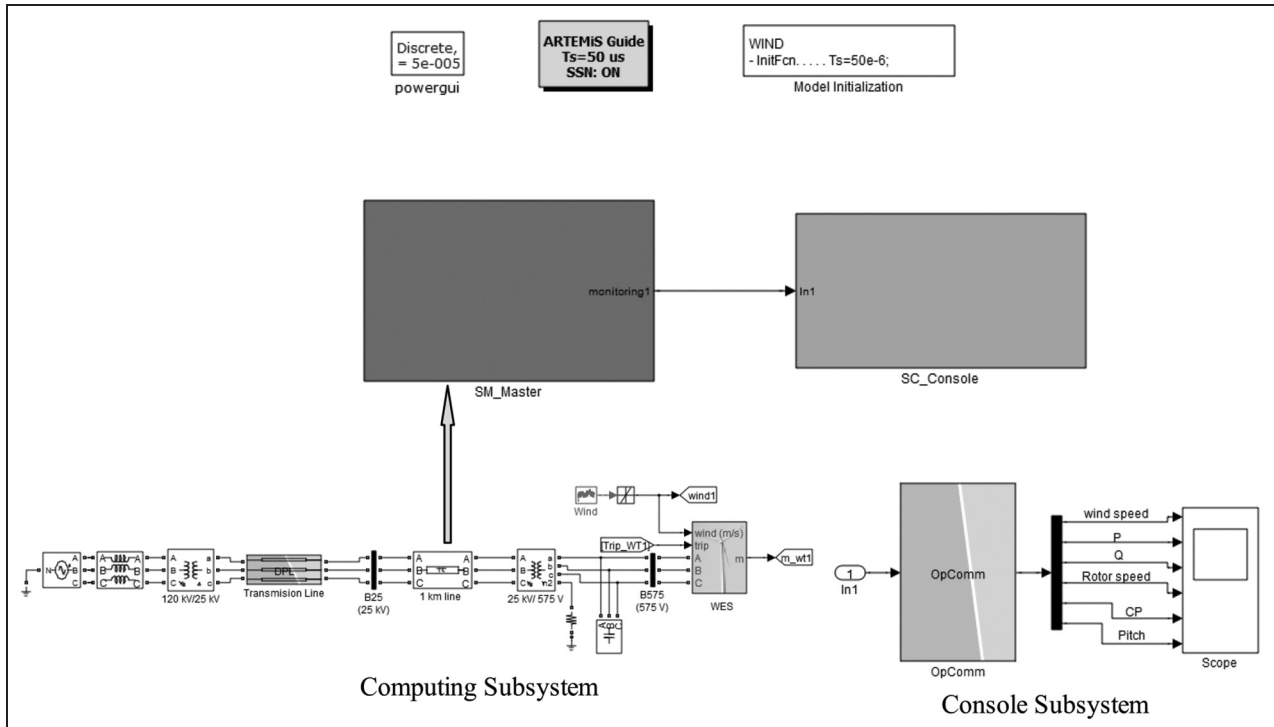 Discrete,
= 5e-005
powergui
ARTEMiS Guide
Ts=50 us
SSN: ON
WIND
- InitFcn. . . . . Ts=50e-6;
Model Initialization
monitoring1
In1
SM_Master
SC_Console
Wind
wind1
[Trip_WT1]
wind (m/s)
trip
A
B
C
m
m_wt1
WES
N
A
B
C
A
B
C
A
B
C
A
B
C
a
b
c
120 kV/25 kV
DPL
Transmision Line
B25
(25 kV)
A
B
C
A
B
C
1 km line
A
B
C
a
b
c
n2
25 kV/ 575 V
B575
(575 V)
A
B
C
1
In1
OpComm
OpComm
wind speed
P
Q
Rotor speed
CP
Pitch
Scope
Computing Subsystem
Console Subsystem